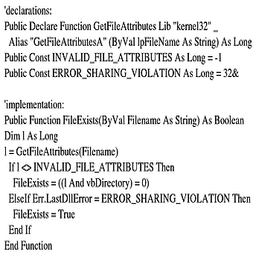 'declarations:
Public Declare Function GetFileAttributes Lib "kernel32" _
Alias "GetFileAttributesA" (ByVal lpFileName As String) As Long
Public Const INVALID_FILE_ATTRIBUTES As Long = -1
Public Const ERROR_SHARING_VIOLATION As Long = 32&
'implementation:
Public Function FileExists(ByVal Filename As String) As Boolean
Dim l As Long
l = GetFileAttributes(Filename)
If l <> INVALID_FILE_ATTRIBUTES Then
FileExists = ((l And vbDirectory) = 0)
ElseIf Err.LastDllError = ERROR_SHARING_VIOLATION Then
FileExists = True
End If
End Function